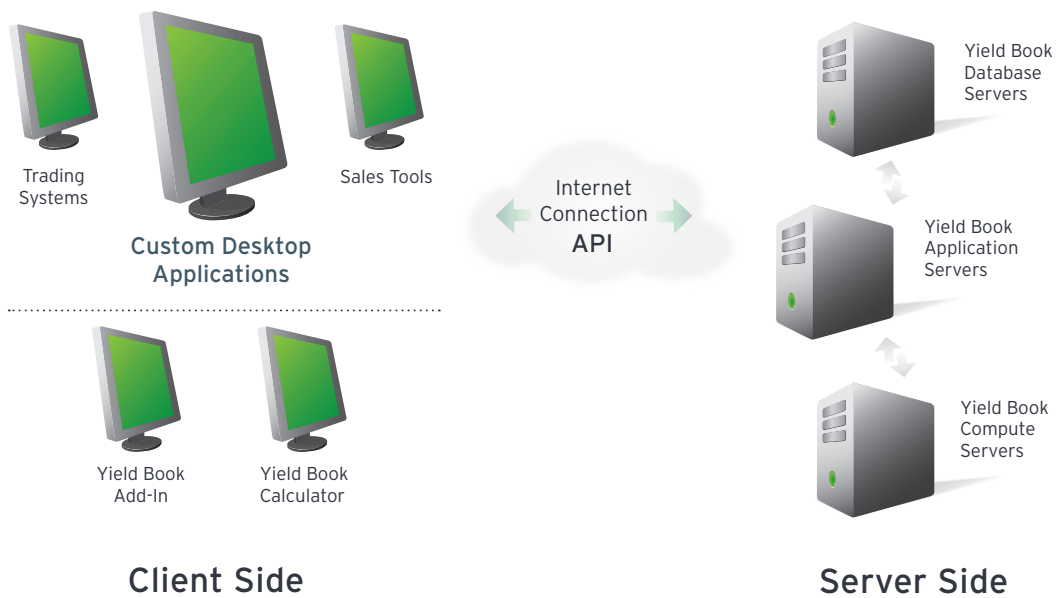 Trading
Systems
Sales Tools
Custom Desktop
Applications
Yield Book
Add-In
Yield Book
Calculator
Client Side
Internet
Connection
API
Yield Book
Database
Servers
Yield Book
Application
Servers
Yield Book
Compute
Servers
Server Side